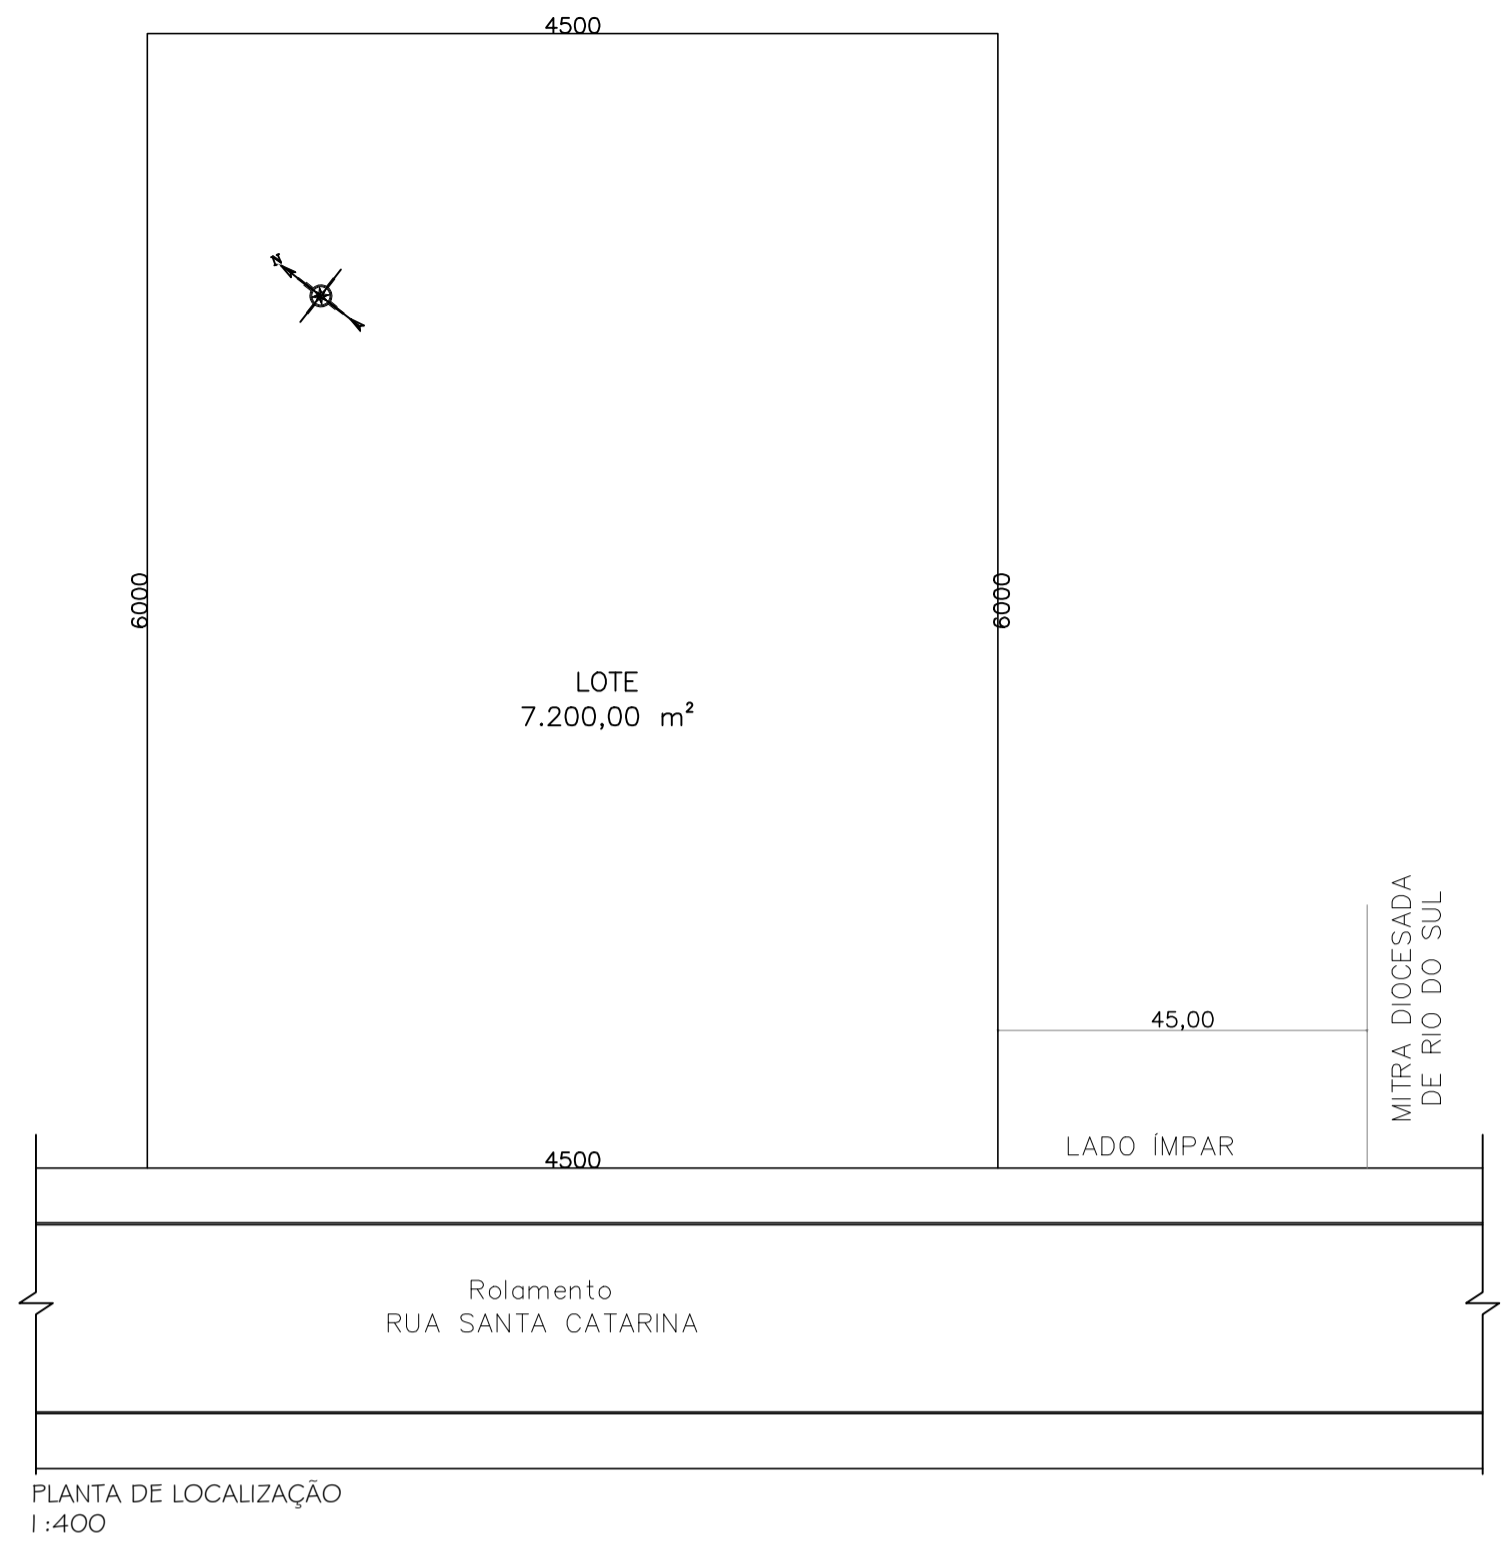 4500
N
6000
6000
LOTE
7.200,00 m²
45,00
MITRA DIOCESADA
DE RIO DO SUL
LADO ÍMPAR
4500
Rolamento
RUA SANTA CATARINA
PLANTA DE LOCALIZAÇÃO
1:400